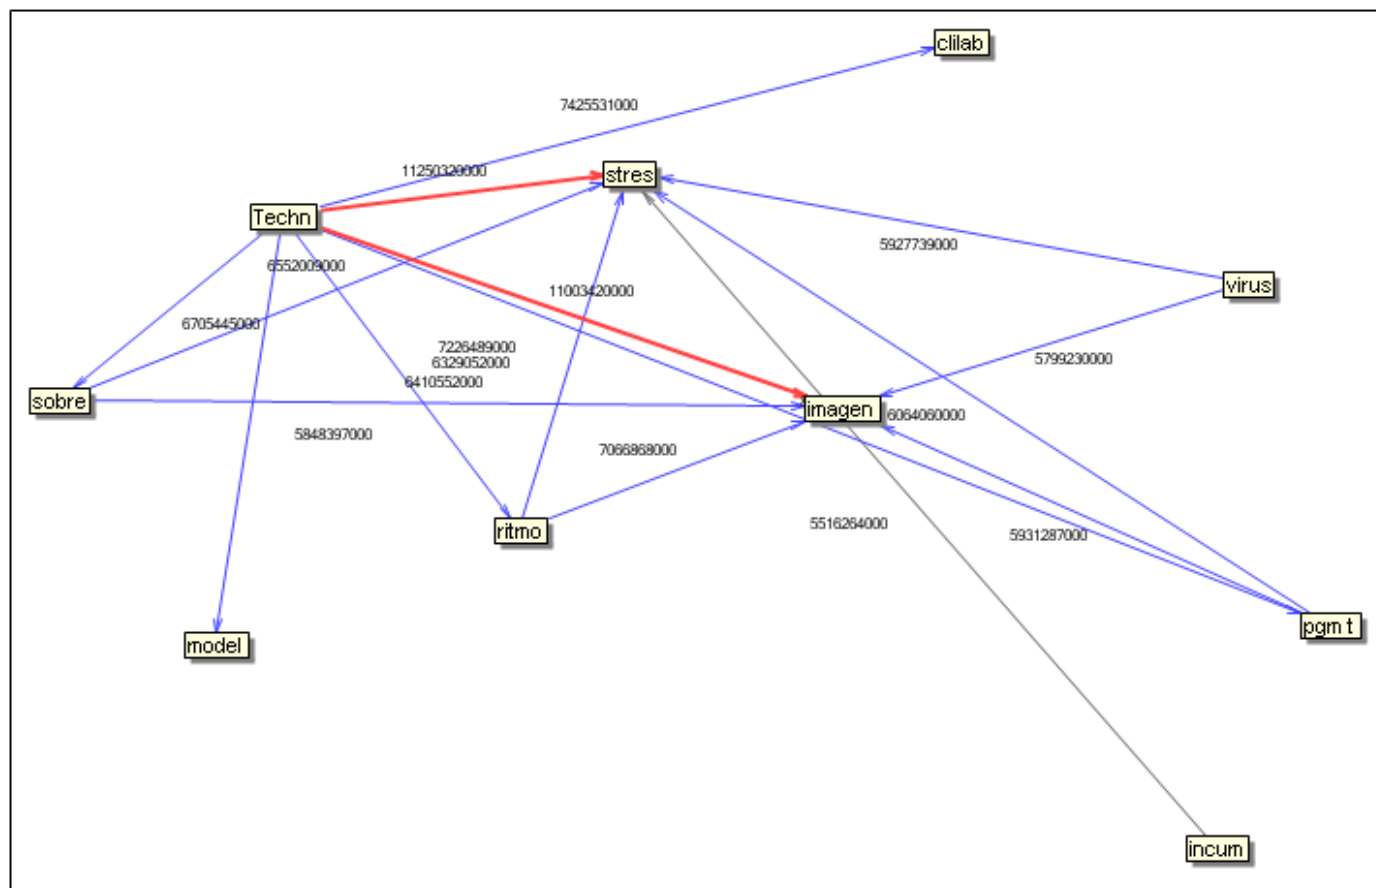 clilab
7425531000
11250320000
stres
Techn
5927739000
6552009000
virus
11003420000
6705445000
7226489000
5799230000
6329052000
6410552000
sobre
imagen
6064060000
5848397000
7066868000
ritmo
5516264000
5931287000
pgm t
model
incum